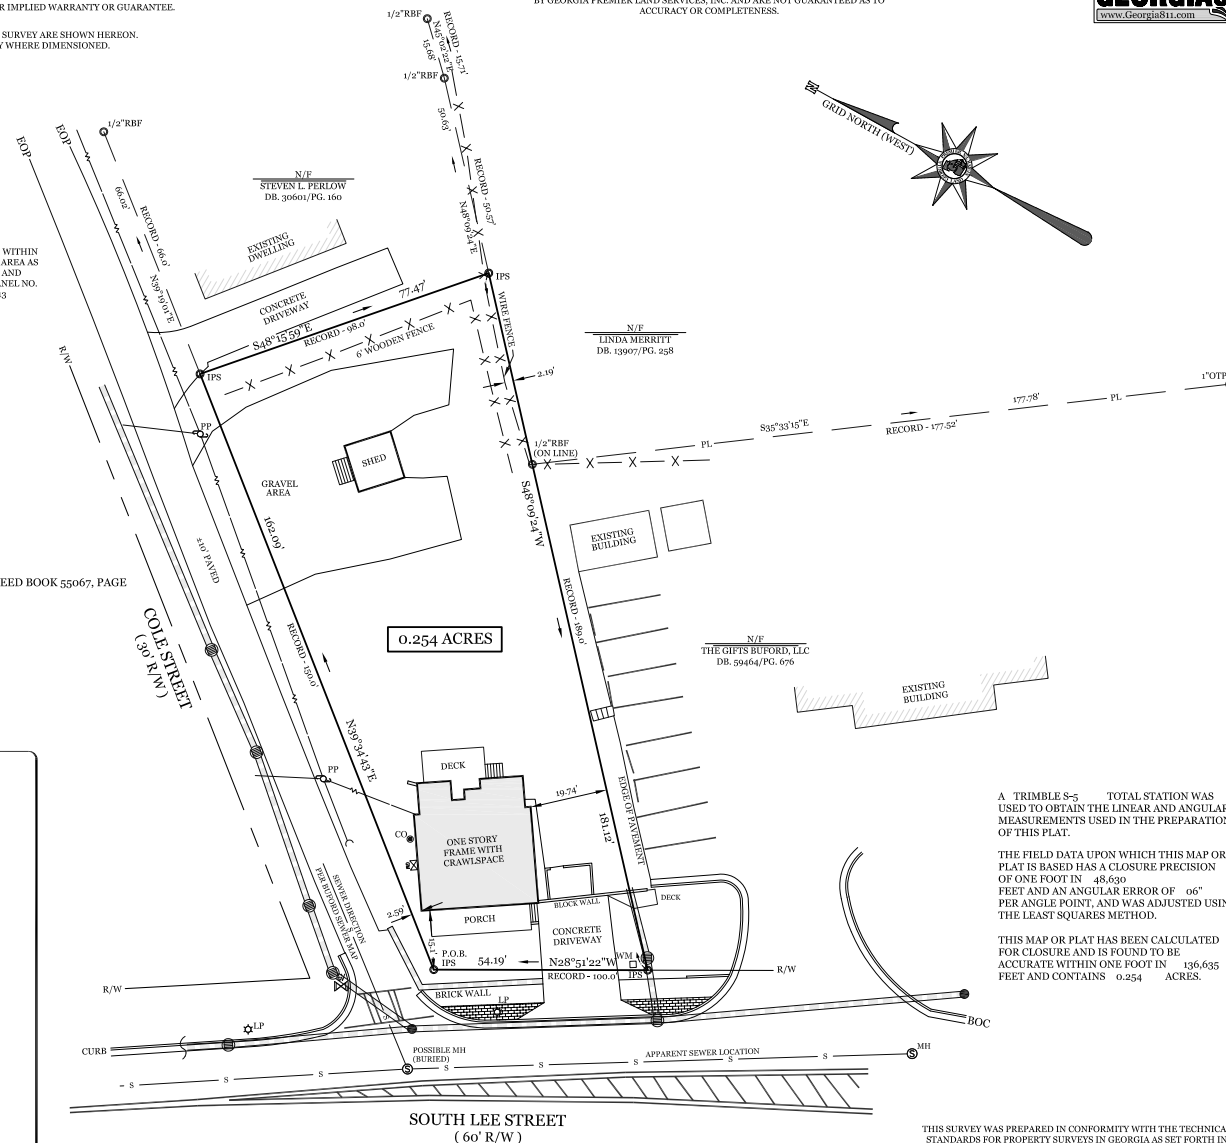 R IMPLIED WARRANTY OR GUARANTEE.
SURVEY ARE SHOWN HEREON.
Y WHERE DIMENSIONED.
BY GEORGIA PREMIER LAND SERVICES, INC. AND ARE NOT GUARANTEED AS TO
ACCURACY OR COMPLETENESS.
www.Georgia811.com
1/2"RBF
RECORD - 15.71'
N45°02'22"E
15.68'
1/2"RBF
50.63'
RECORD - 50.57'
N48°09'24"E
N
GRID NORTH (WEST)
EOP
EOP
1/2"RBF
66.02'
RECORD - 66.0'
N39°19'01"E
N/F
STEVEN L. PERLOW
DB. 30601/PG. 160
EXISTING
DWELLING
CONCRETE
DRIVEWAY
WITHIN
AREA AS
AND
NEL NO.
IPS
77.47'
S48°15'59"E
RECORD - 98.0'
6' WOODEN FENCE
WIRE FENCE
2.19'
N/F
LINDA MERRITT
DB. 13907/PG. 258
R/W
IPS
PP
SHED
GRAVEL
AREA
1/2"RBF
(ON LINE)
PL
S35°33'15"E
RECORD - 177.52'
177.78'
PL
1"OTP
S48°09'24"W
162.09'
±10' PAVED
EXISTING
BUILDING
EED BOOK 55067, PAGE
COLE STREET
( 30' R/W )
RECORD - 150.0'
0.254 ACRES
RECORD - 189.0'
N/F
THE GIFTS BUFORD, LLC
DB. 59464/PG. 676
EXISTING
BUILDING
N39°34'43"E
PP
DECK
19.74'
181.12'
EDGE OF PAVEMENT
CO
ONE STORY
FRAME WITH
CRAWLSPACE
A TRIMBLE S-5 TOTAL STATION WAS
USED TO OBTAIN THE LINEAR AND ANGULAR
MEASUREMENTS USED IN THE PREPARATION
OF THIS PLAT.
THE FIELD DATA UPON WHICH THIS MAP OR
PLAT IS BASED HAS A CLOSURE PRECISION
OF ONE FOOT IN 48,630
FEET AND AN ANGULAR ERROR OF 06"
PER ANGLE POINT, AND WAS ADJUSTED USIN
THE LEAST SQUARES METHOD.
THIS MAP OR PLAT HAS BEEN CALCULATED
FOR CLOSURE AND IS FOUND TO BE
ACCURATE WITHIN ONE FOOT IN 136,635
FEET AND CONTAINS 0.254 ACRES.
SEWER DIRECTION
PER BUFORD SEWER MAP
2.59'
15.1'
PORCH
BLOCK WALL
DECK
CONCRETE
DRIVEWAY
P.O.B.
IPS
54.19'
N28°51'22"W
RECORD - 100.0'
WM
IPS
R/W
R/W
BRICK WALL
LP
LP
CURB
BOC
POSSIBLE MH
(BURIED)
APPARENT SEWER LOCATION
MH
S
S
S
S
S
S
S
S
S
SOUTH LEE STREET
( 60' R/W )
THIS SURVEY WAS PREPARED IN CONFORMITY WITH THE TECHNICA
STANDARDS FOR PROPERTY SURVEYS IN GEORGIA AS SET FORTH IN